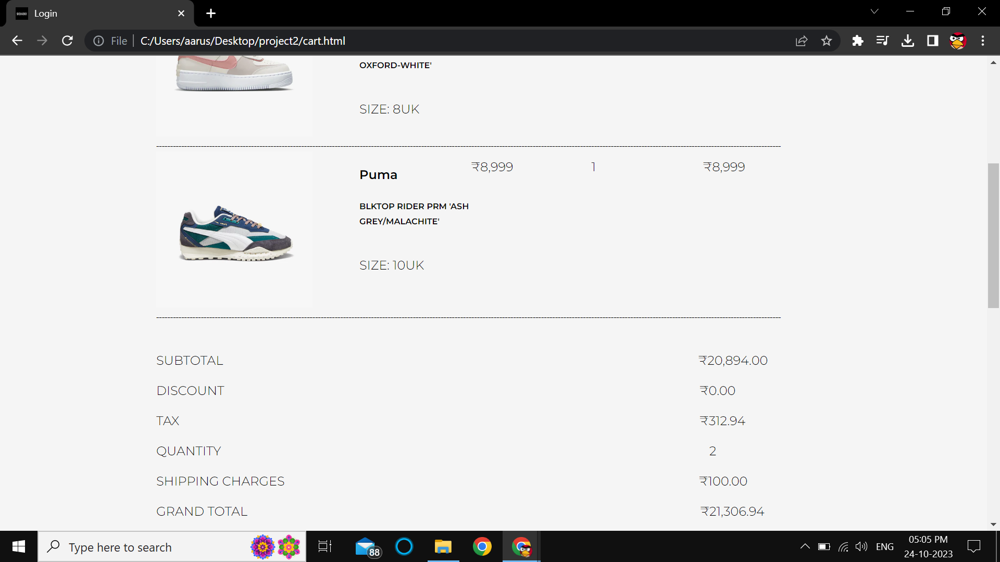 Login
File
C:/Users/aarus/Desktop/project2/cart.html
OXFORD-WHITE'
SIZE: 8UK
Puma
₹8,999
1
₹8,999
BLKTOP RIDER PRM 'ASH
GREY/MALACHITE'
SIZE: 10UK
SUBTOTAL
₹20,894.00
DISCOUNT
₹0.00
TAX
₹312.94
QUANTITY
2
SHIPPING CHARGES
₹100.00
GRAND TOTAL
₹21,306.94
Type here to search
88
ENG
05:05 PM
24-10-2023